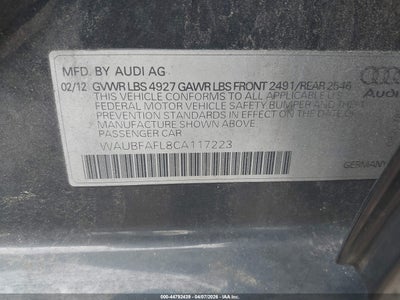 MFD. BY AUDI AG
02/12 GVWR LBS 4927 GAWR LBS FRONT 2491/REAR 2546
THIS VEHICLE CONFORMS TO ALL APPLICABLE U.S.
FEDERAL MOTOR VEHICLE SAFETY, BUMPER AND THEFT
PREVENTION STANDARDS IN EFFECT ON THE DATE OF
MANUFACTURE SHOWN ABOVE.
PASSENGER CAR
WAUBFAFL8CA117223
Audi
GERMANY
000-44792439 - 04/07/2026 - IAA Inc.